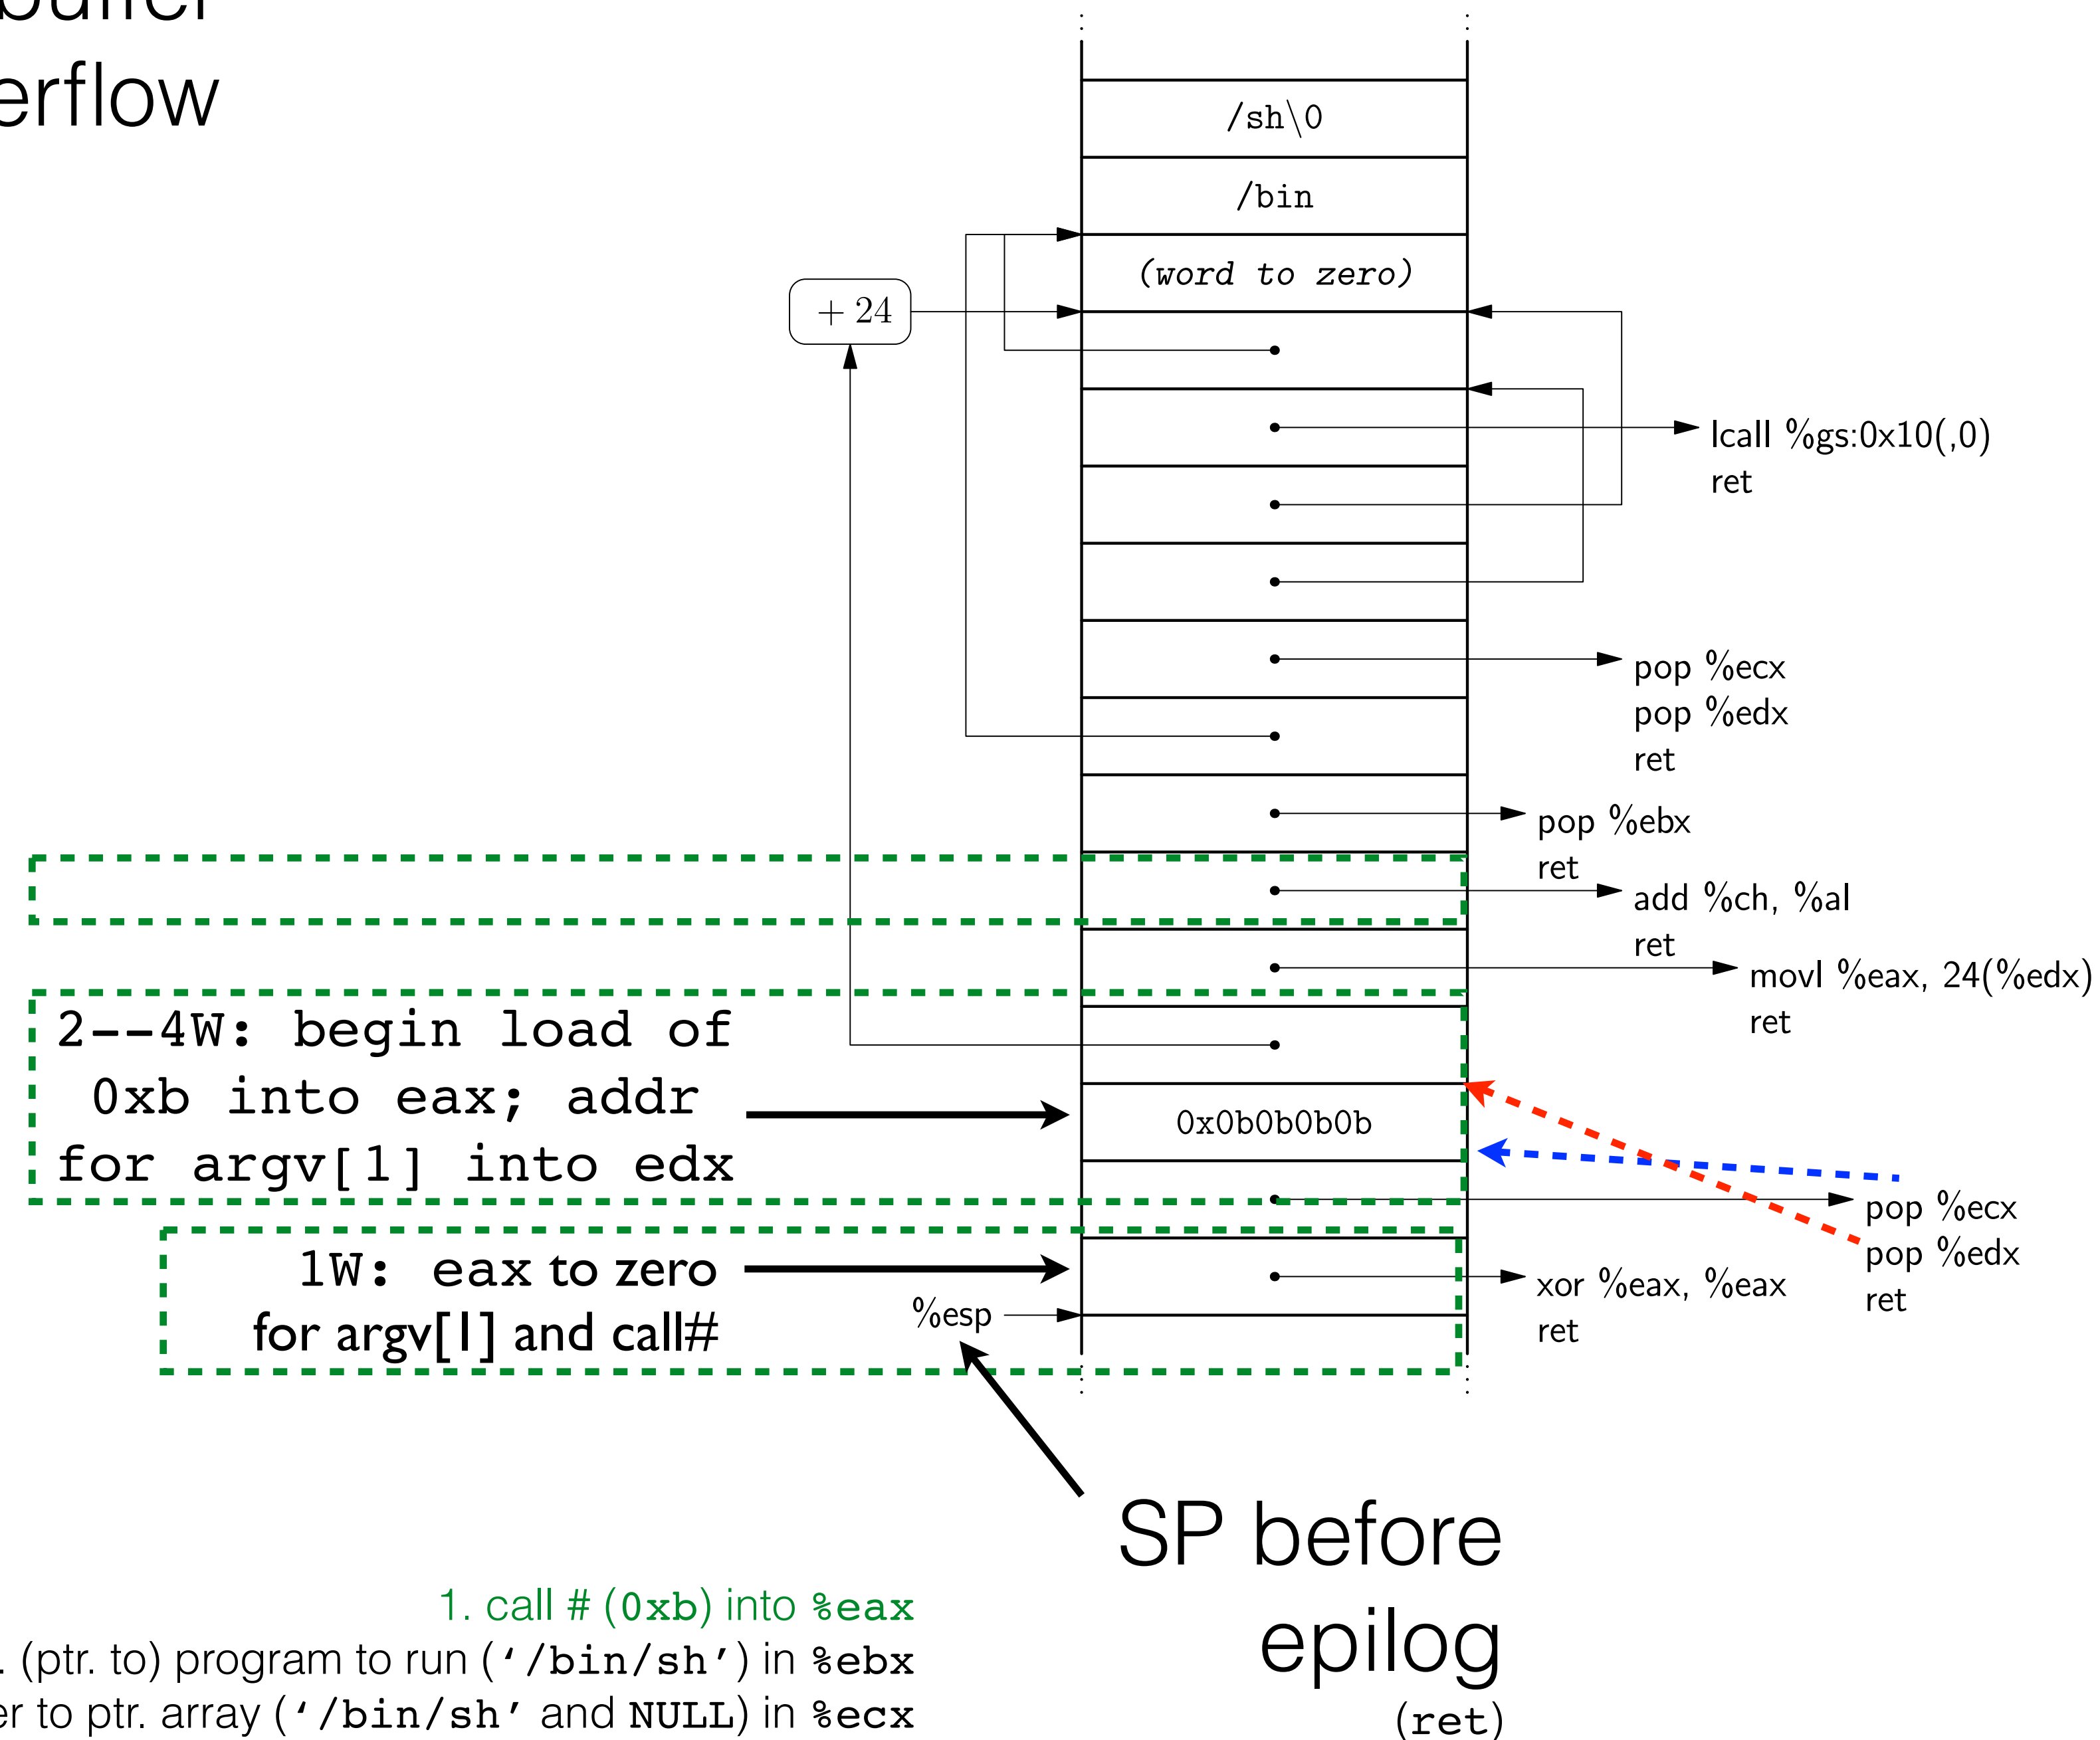 erflow
/sh\0
/bin
(word to zero)
+ 24
lcall %gs:0x10(,0)
ret
pop %ecx
pop %edx
ret
pop %ebx
ret
add %ch, %al
ret
movl %eax, 24(%edx)
ret
2--4W: begin load of
0xb into eax; addr
for argv[1] into edx
0x0b0b0b0b
pop %ecx
pop %edx
ret
1W: eax to zero
for argv[1] and call#
%esp
xor %eax, %eax
ret
SP before
epilog
(ret)
1. call # (0xb) into %eax
. (ptr. to) program to run (‘/bin/sh’) in %ebx
er to ptr. array (‘/bin/sh’ and NULL) in %ecx